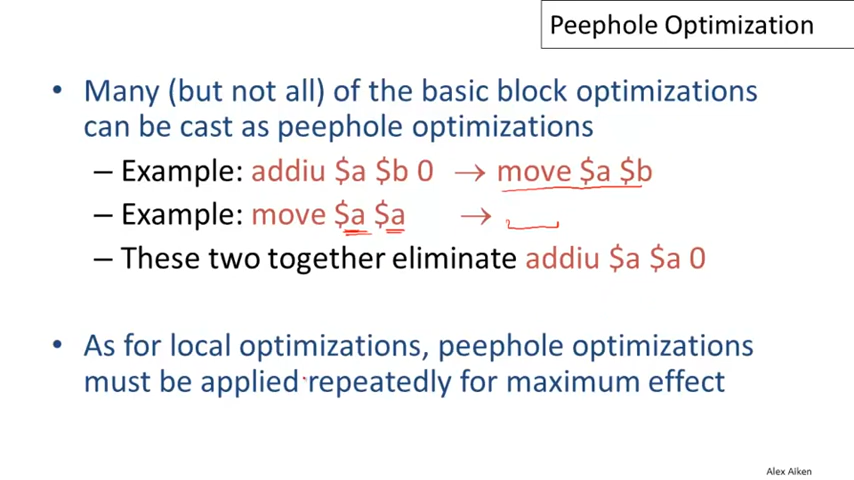 Peephole Optimization
• Many (but not all) of the basic block optimizations
can be cast as peephole optimizations
– Example: addiu $a $b 0 → move $a $b
– Example: move $a $a →
– These two together eliminate addiu $a $a 0
• As for local optimizations, peephole optimizations
must be applied repeatedly for maximum effect
Alex Aiken